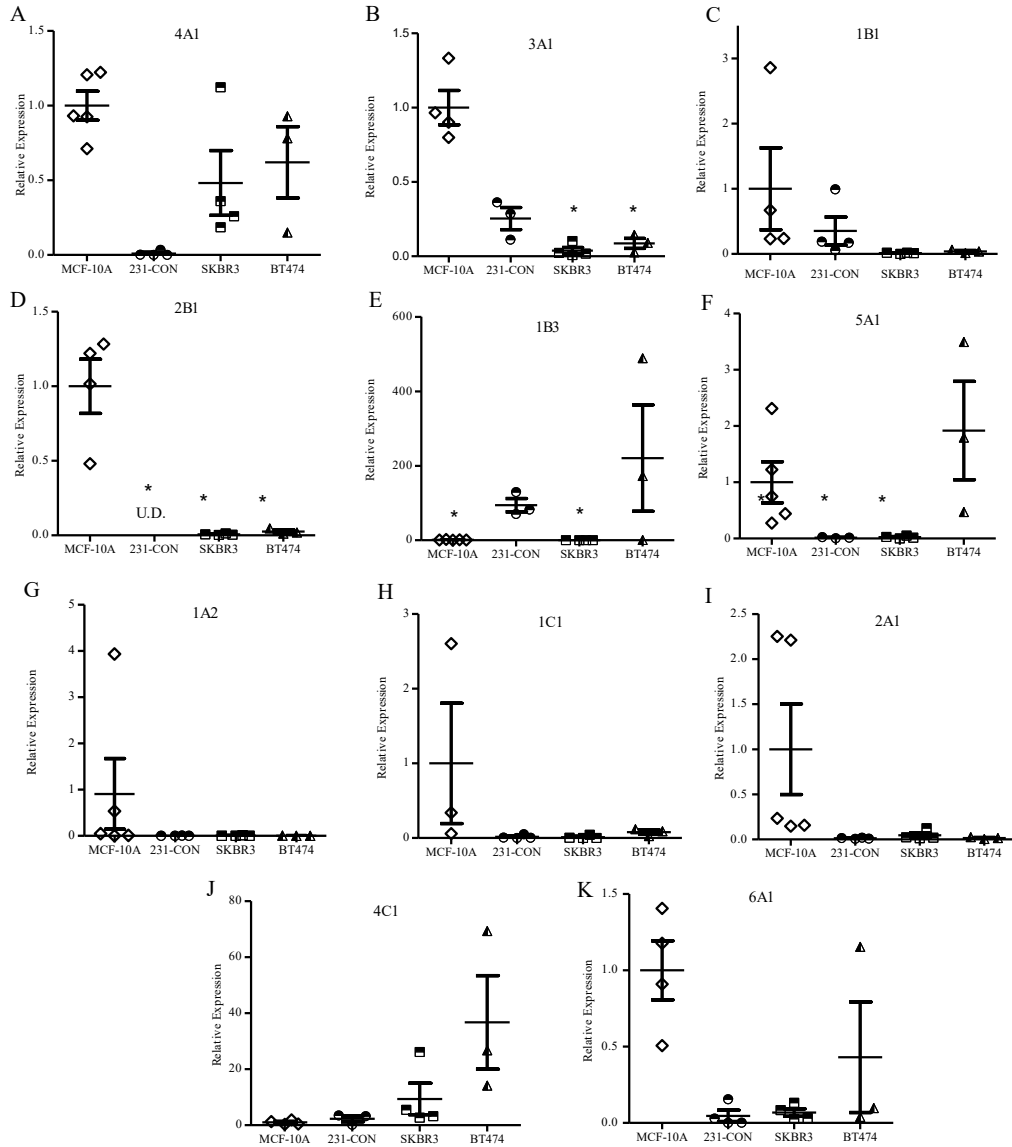 A
4A1
Relative Expression
1.5
1.0
0.5
0.0
MCF-10A 231-CON SKBR3 BT474
B
3A1
Relative Expression
1.5
1.0
0.5
0.0
* *
MCF-10A 231-CON SKBR3 BT474
C
1B1
Relative Expression
3
2
1
0
MCF-10A 231-CON SKBR3 BT474
D
2B1
Relative Expression
1.5
1.0
0.5
0.0
* * *
U.D.
MCF-10A 231-CON SKBR3 BT474
E
1B3
Relative Expression
600
400
200
0
* *
MCF-10A 231-CON SKBR3 BT474
F
5A1
Relative Expression
4
3
2
1
0
* * *
MCF-10A 231-CON SKBR3 BT474
G
1A2
Relative Expression
5
4
3
2
1
0
MCF-10A 231-CON SKBR3 BT474
H
1C1
Relative Expression
3
2
1
0
MCF-10A 231-CON SKBR3 BT474
I
2A1
Relative Expression
2.5
2.0
1.5
1.0
0.5
0.0
MCF-10A 231-CON SKBR3 BT474
J
4C1
Relative Expression
80
60
40
20
0
MCF-10A 231-CON SKBR3 BT474
K
6A1
Relative Expression
1.5
1.0
0.5
0.0
MCF-10A 231-CON SKBR3 BT474